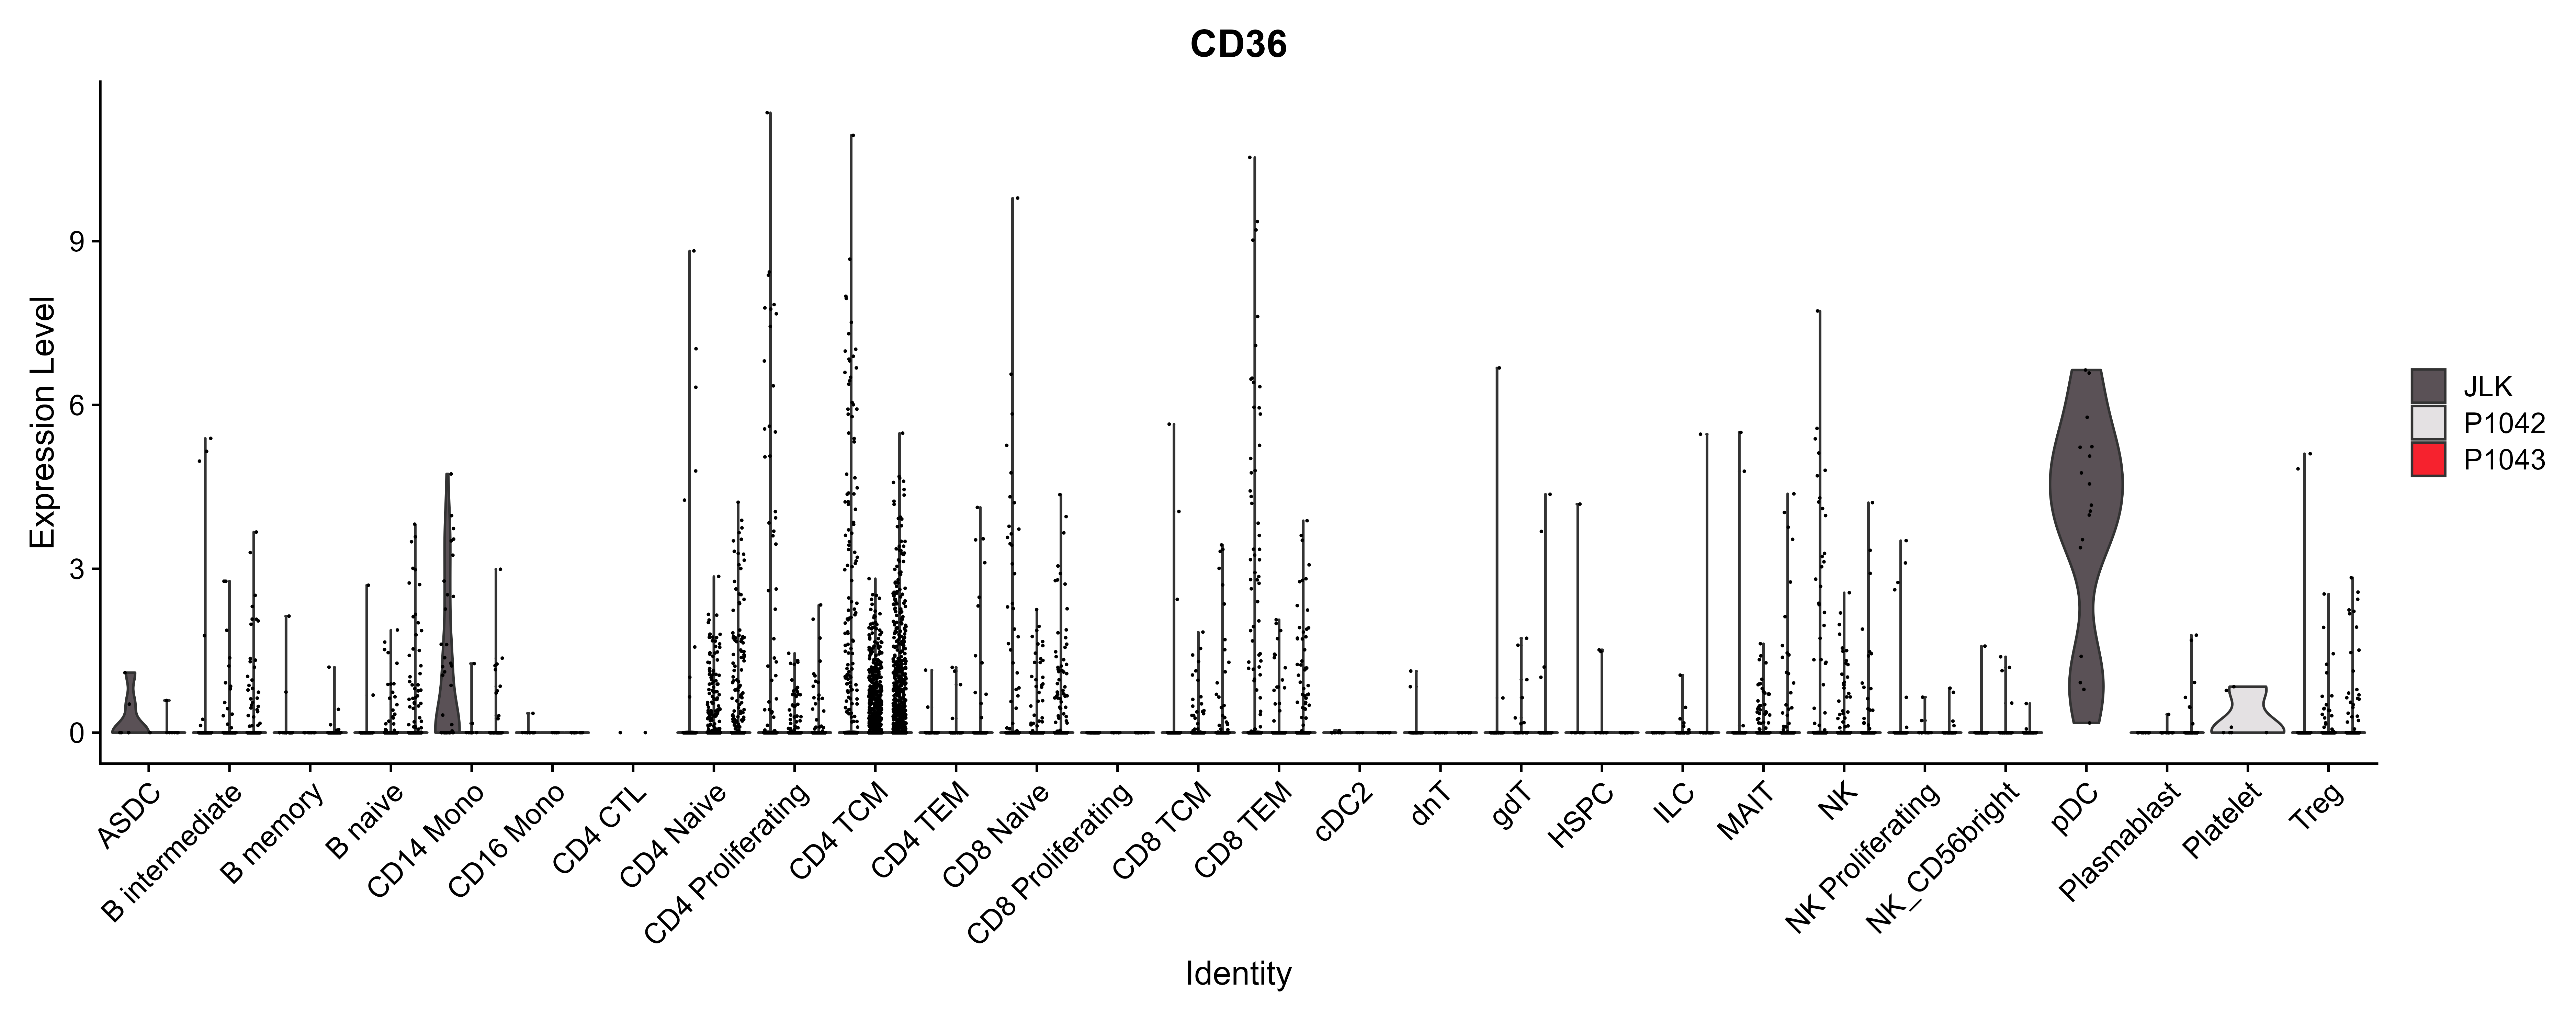 CD36
Expression Level
9
6
3
0
ASDC
B intermediate
B memory
B naive
CD14 Mono
CD16 Mono
CD4 CTL
CD4 Naive
CD4 Proliferating
CD4 TCM
CD4 TEM
CD8 Naive
CD8 Proliferating
CD8 TCM
CD8 TEM
cDC2
dnT
gdT
HSPC
ILC
MAIT
NK
NK Proliferating
NK_CD56bright
pDC
Plasmablast
Platelet
Treg
Identity
JLK
P1042
P1043